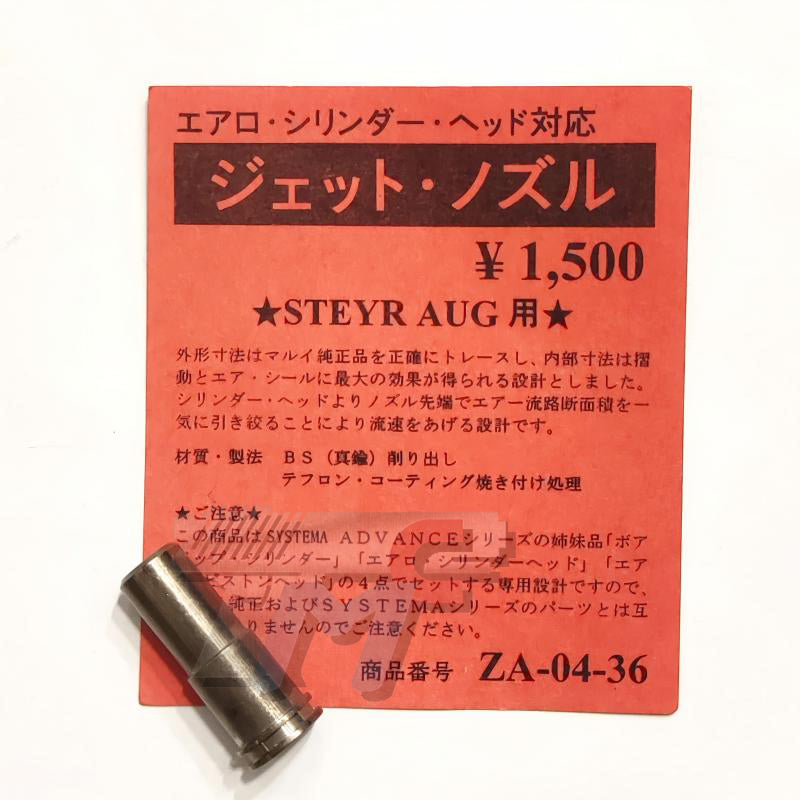 エアロ・シリンダー・ヘッド対応
ジェット・ノズル
¥1,500
★STEYR AUG用★
外形寸法はマルイ純正品を正確にトレースし、内部寸法は摺
動とエア・シールに最大の効果が得られる設計としました。
シリンダー・ヘッドよりノズル先端でエアー流路断面積を一
気に引き絞ることにより流速をあげる設計です。
材質・製法 BS(真鍮)削り出し
テフロン・コーティング焼き付け処理
★ご注意★
この商品はSYSTEMA ADVANCEシリーズの姉妹品「ボア
アップ・シリンダー」「エアロ・シリンダーヘッド」「エア
ピストンヘッド」の4点でセットする専用設計ですので、
純正およびSYSTEMAシリーズのパーツとは互
りませんのでご注意ください。
商品番号 ZA-04-36